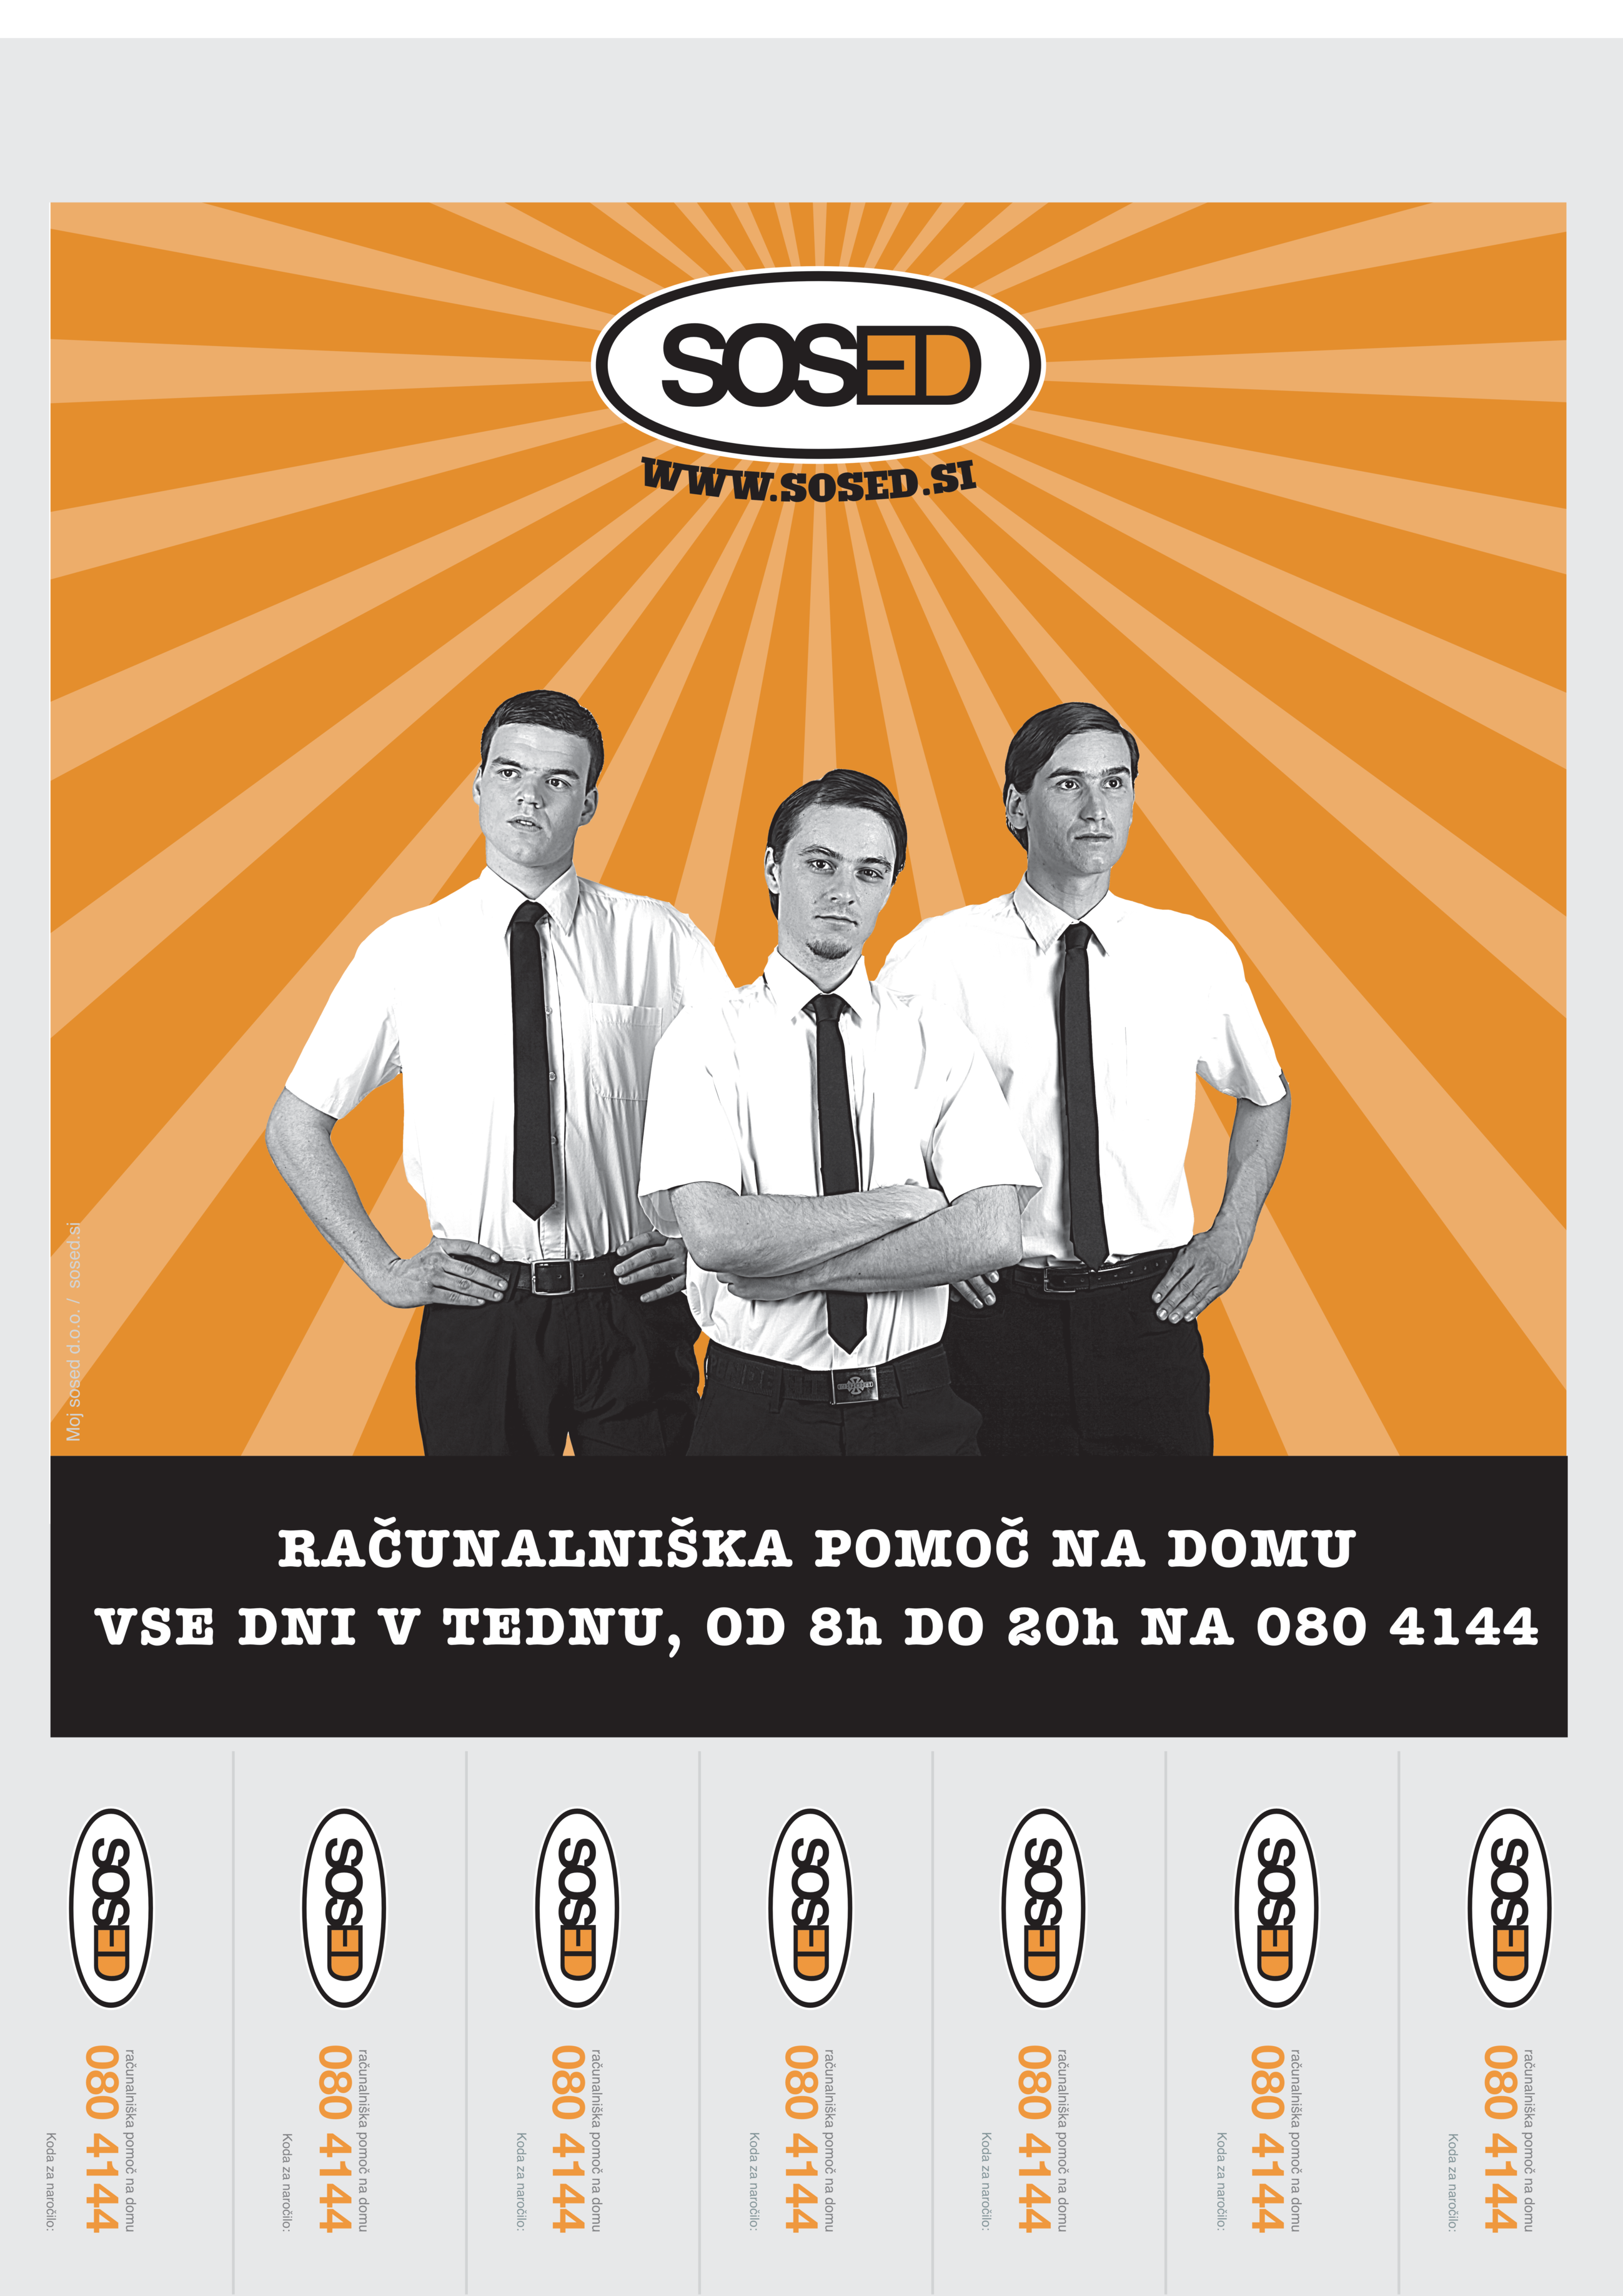 SOSED
WWW.SOSED.SI
Moj sosed d.o.o. / sosed.si
RAČUNALNIŠKA POMOČ NA DOMU
VSE DNI V TEDNU, OD 8h DO 20h NA 080 4144
SOSED
računalniška pomoč na domu
080 4144
Koda za naročilo:
SOSED
računalniška pomoč na domu
080 4144
Koda za naročilo:
SOSED
računalniška pomoč na domu
080 4144
Koda za naročilo:
SOSED
računalniška pomoč na domu
080 4144
Koda za naročilo:
SOSED
računalniška pomoč na domu
080 4144
Koda za naročilo:
SOSED
računalniška pomoč na domu
080 4144
Koda za naročilo:
SOSED
računalniška pomoč na domu
080 4144
Koda za naročilo: